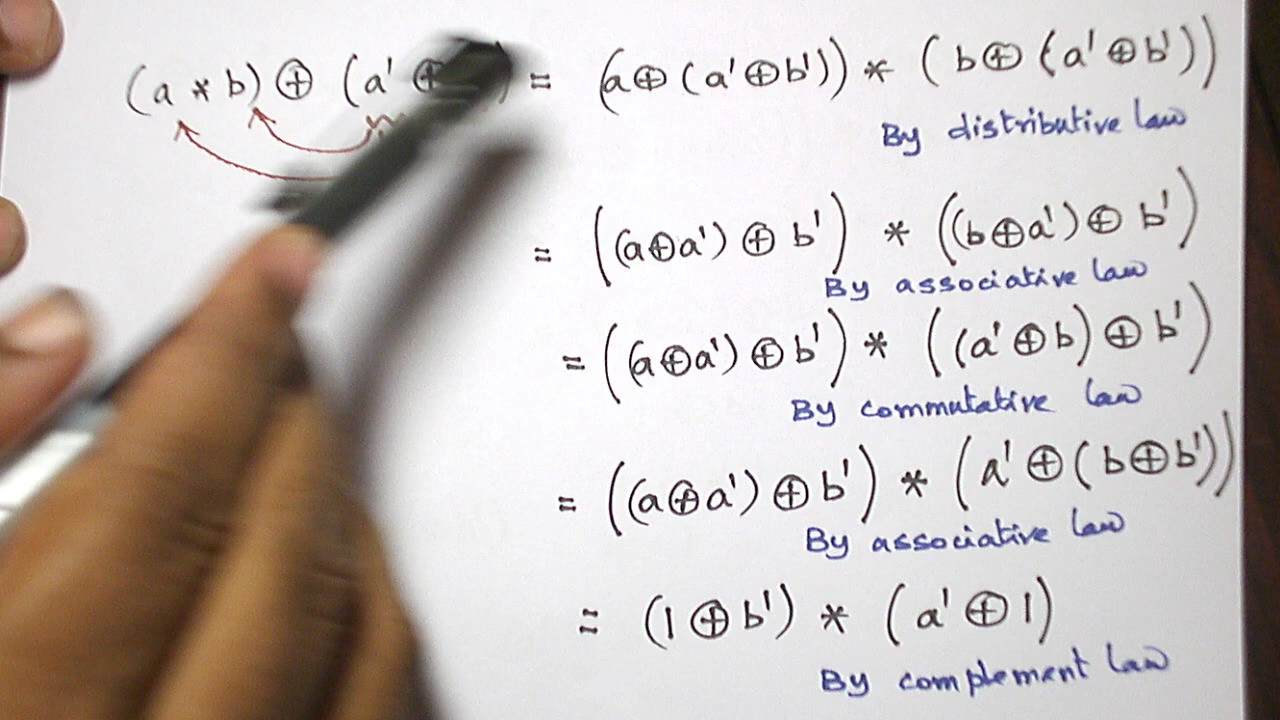 (a * b) ⊕ (a' ⊕ ) = (a ⊕ (a' ⊕ b')) * (b ⊕ (a' ⊕ b'))
By distributive law
= ((a ⊕ a') ⊕ b') * ((b ⊕ a') ⊕ b')
By associative law
= ((a ⊕ a') ⊕ b') * ((a' ⊕ b) ⊕ b')
By commutative law
= ((a ⊕ a') ⊕ b') * (a' ⊕ (b ⊕ b'))
By associative law
= (1 ⊕ b') * (a' ⊕ 1)
By complement law